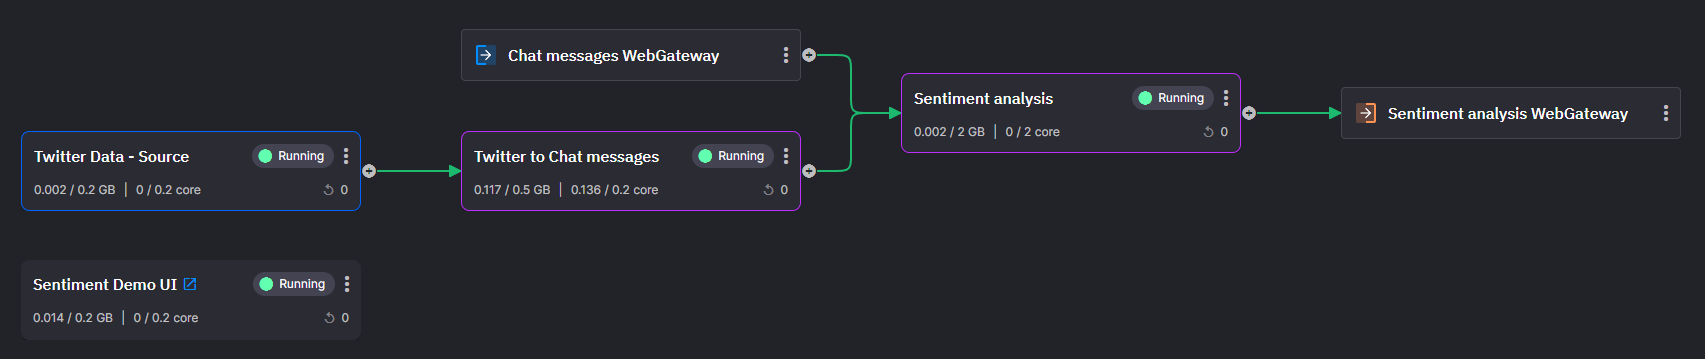 Chat messages WebGateway
Sentiment analysis
Running
0.002 / 2 GB | 0 / 2 core
0
Sentiment analysis WebGateway
Twitter Data - Source
Running
0.002 / 0.2 GB | 0 / 0.2 core
0
Twitter to Chat messages
Running
0.117 / 0.5 GB | 0.136 / 0.2 core
0
Sentiment Demo UI
Running
0.014 / 0.2 GB | 0 / 0.2 core
0